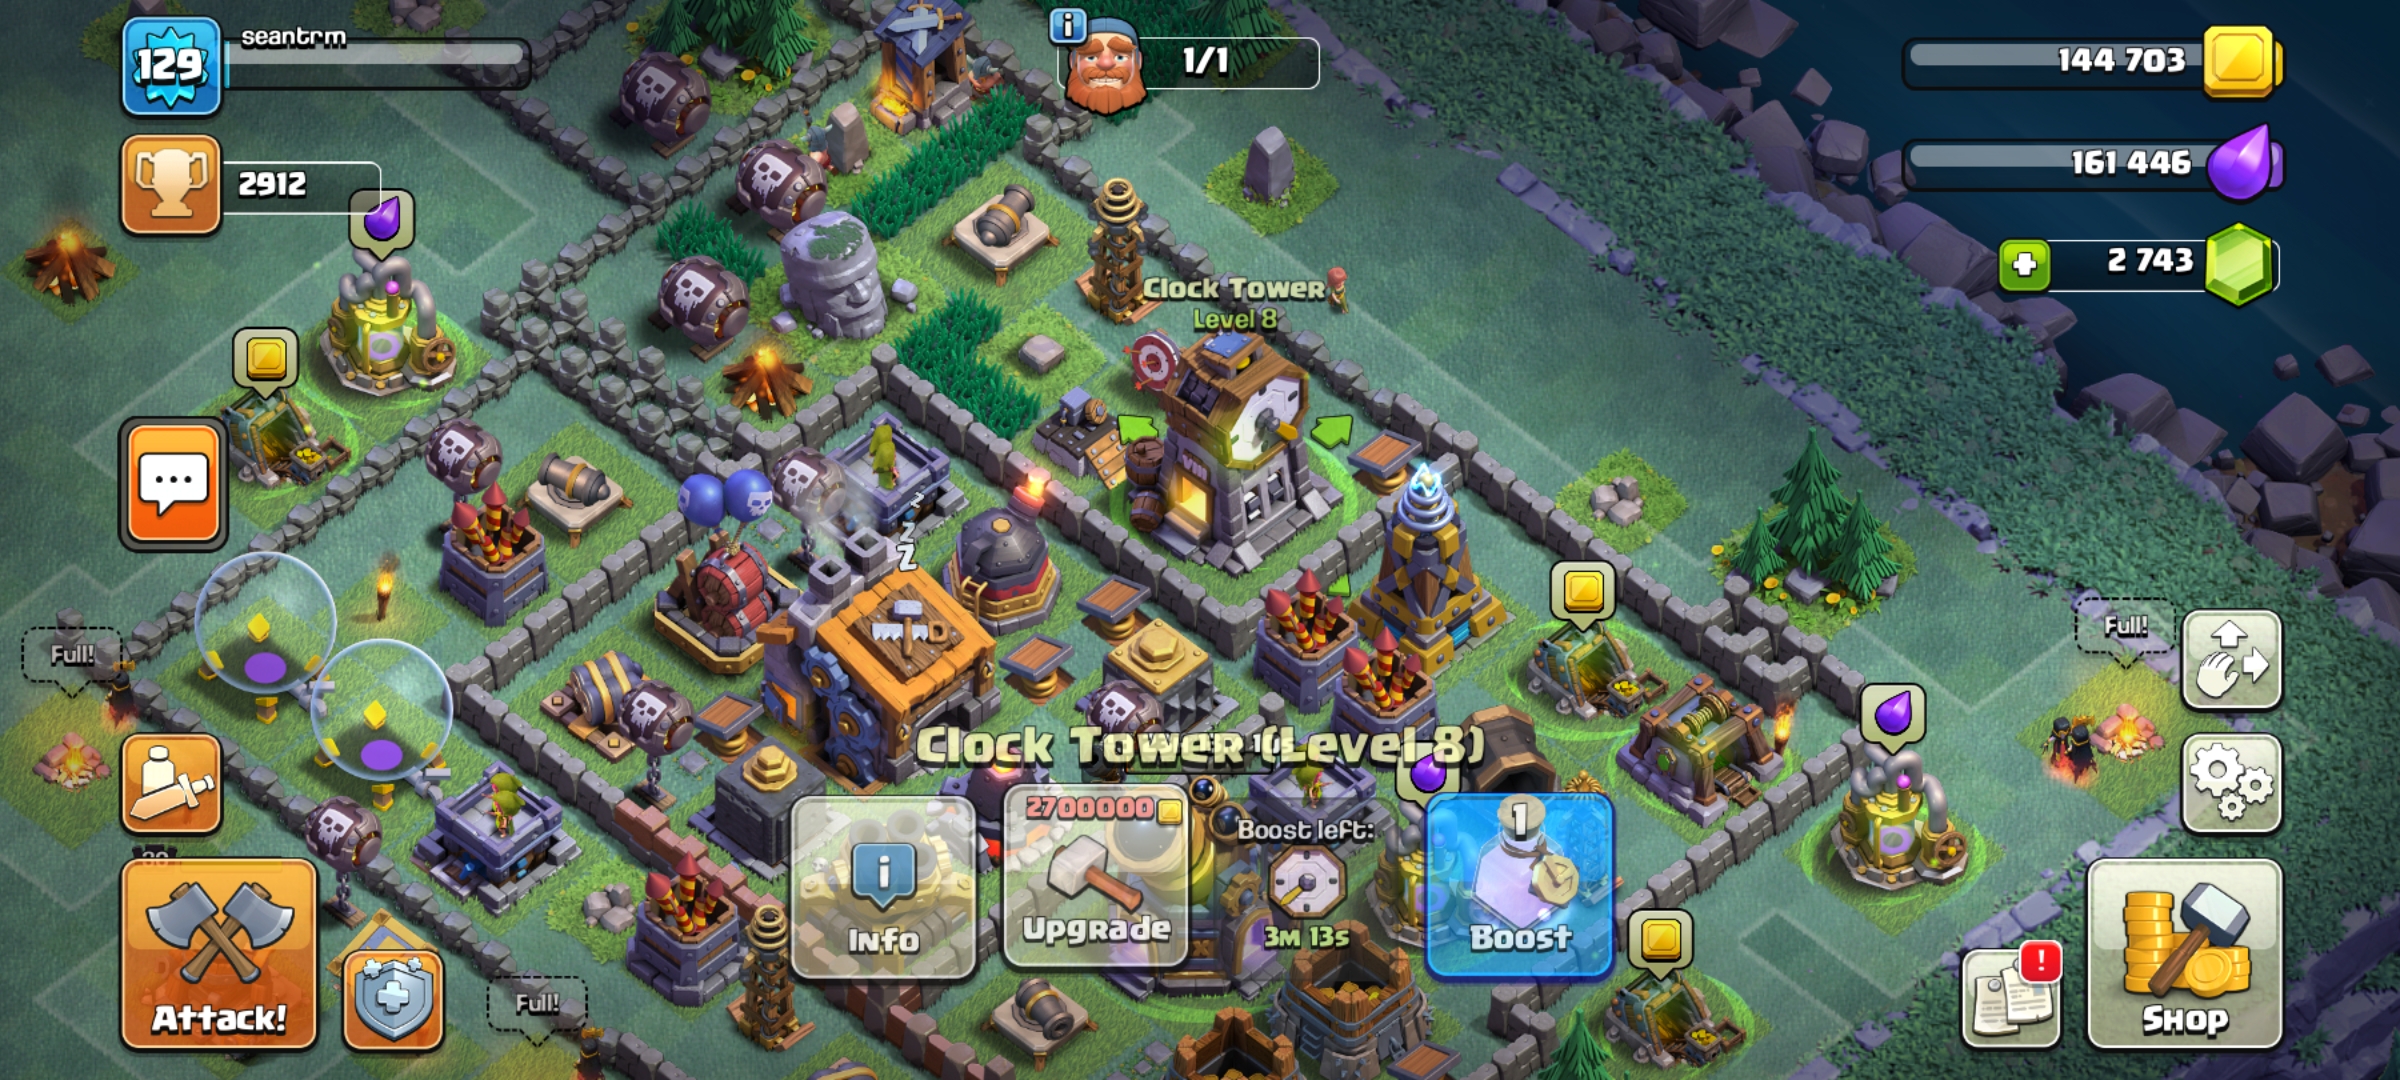 129
seantrm
1/1
144 703
2912
161 446
2 743
Clock Tower
Level 8
VIII
z
z
Z
Full!
Full!
Clock Tower (Level 8)
2700000
1
Boost left:
Info
Upgrade
3m 13s
Boost
Full!
!
Attack!
Shop